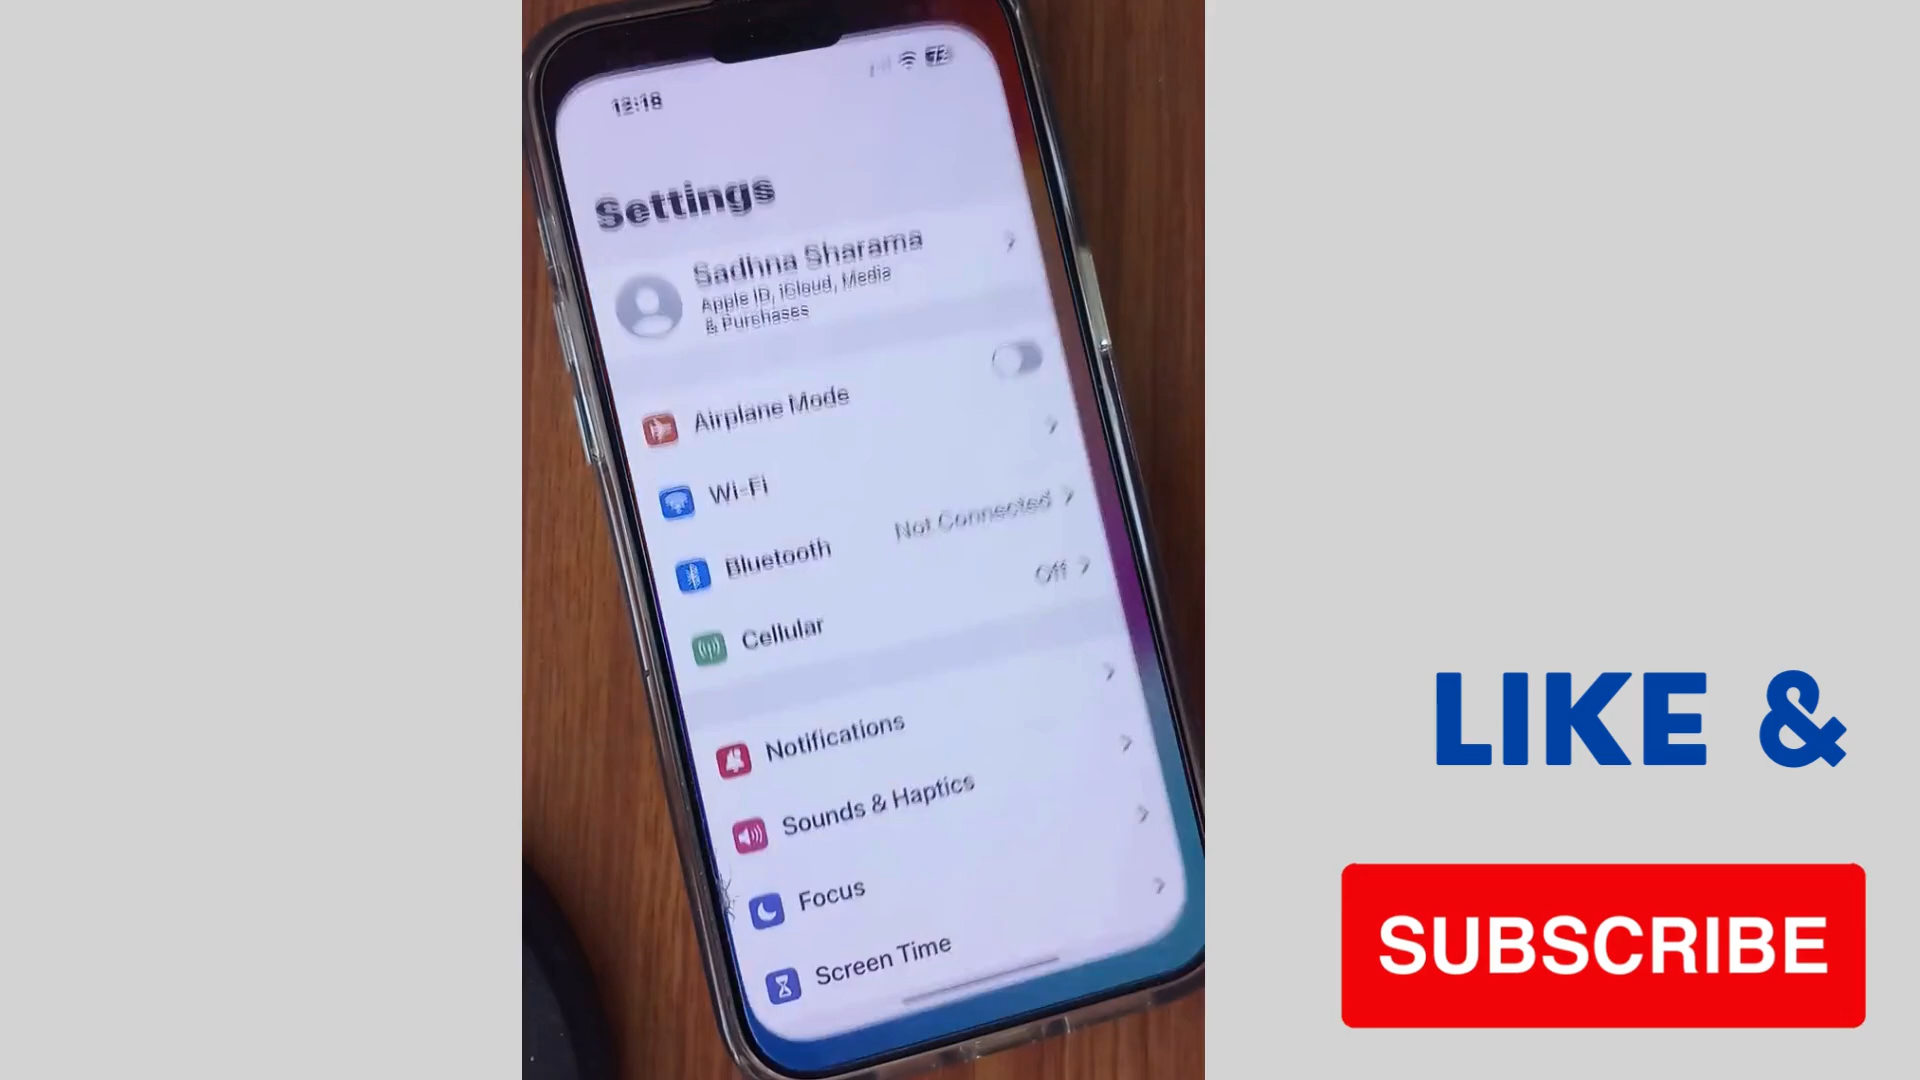 12:18
Settings
Sadhna Sharama
Apple ID, iCloud, Media
& Purchases
Airplane Mode
Wi-Fi
Bluetooth
Not Connected
Cellular
Off
Notifications
Sounds & Haptics
Focus
Screen Time
LIKE &
SUBSCRIBE